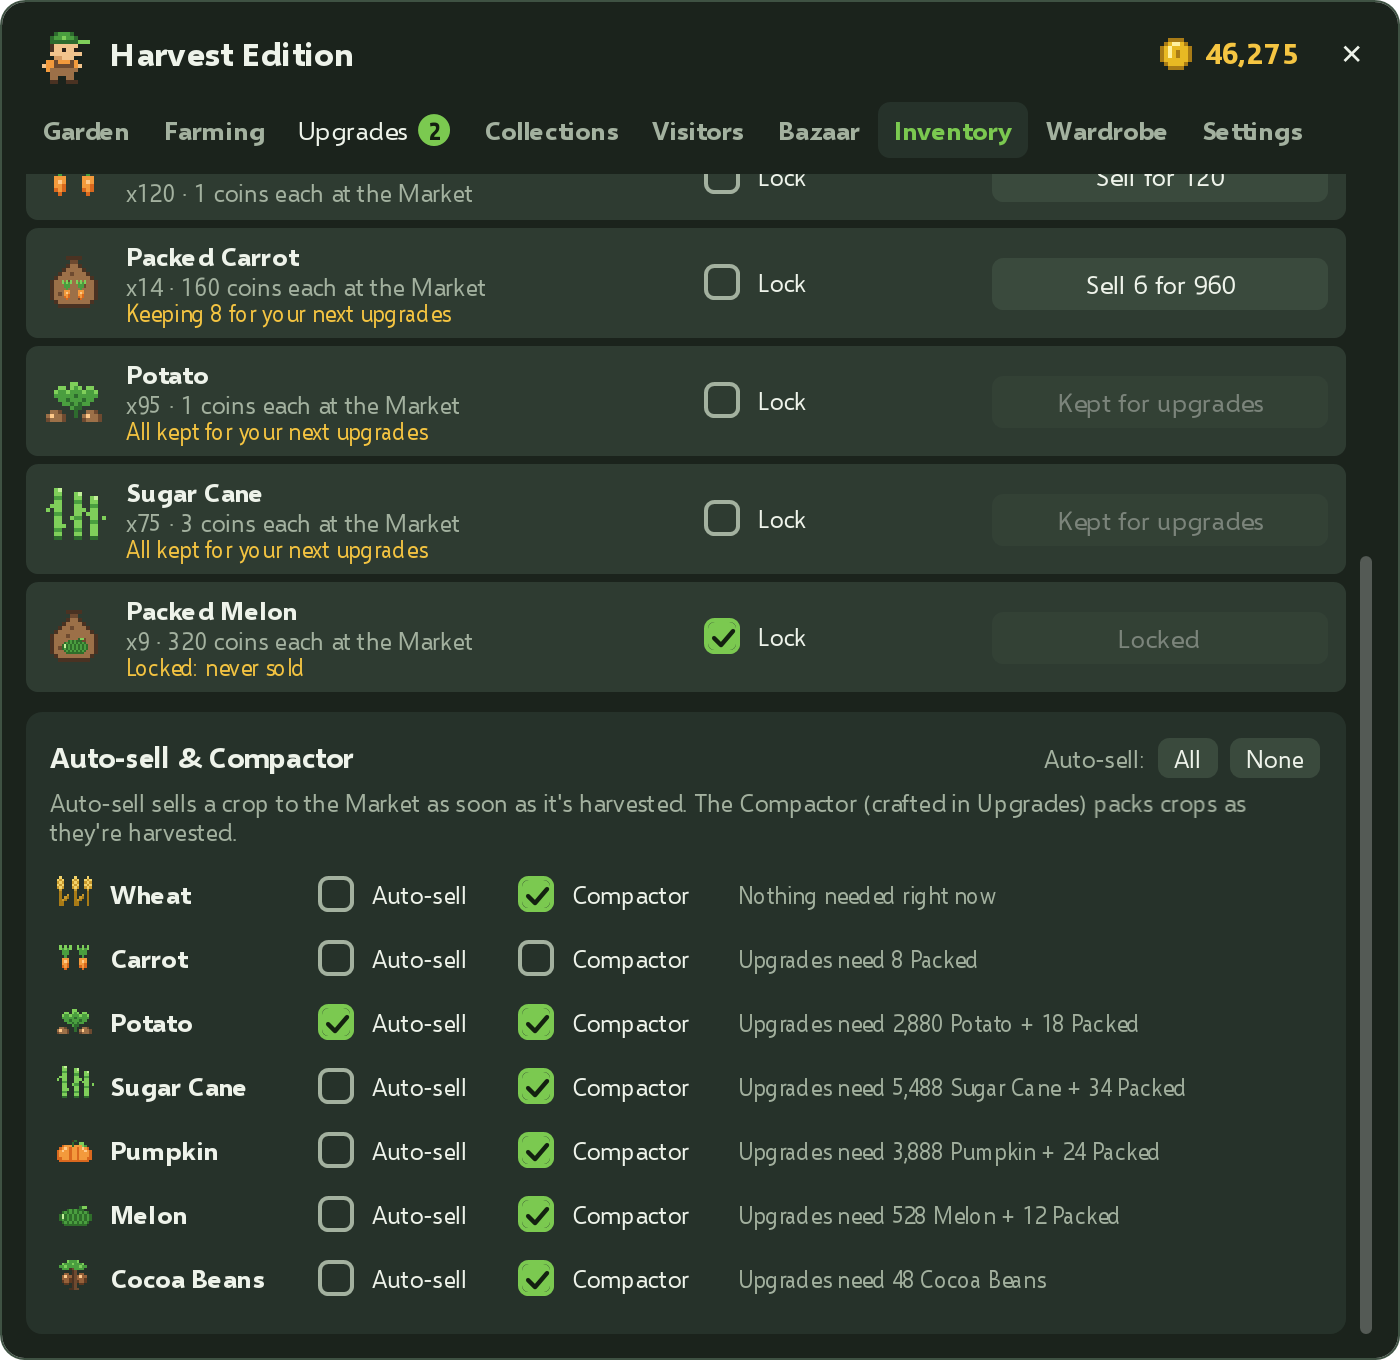 Harvest Edition
46,275
×
Garden Farming Upgrades 2 Collections Visitors Bazaar Inventory Wardrobe Settings
x120 · 1 coins each at the Market
Lock
Sell for 120
Packed Carrot
x14 · 160 coins each at the Market
Keeping 8 for your next upgrades
Lock
Sell 6 for 960
Potato
x95 · 1 coins each at the Market
All kept for your next upgrades
Lock
Kept for upgrades
Sugar Cane
x75 · 3 coins each at the Market
All kept for your next upgrades
Lock
Kept for upgrades
Packed Melon
x9 · 320 coins each at the Market
Locked: never sold
Lock
Locked
Auto-sell & Compactor
Auto-sell: All None
Auto-sell sells a crop to the Market as soon as it's harvested. The Compactor (crafted in Upgrades) packs crops as
they're harvested.
Wheat Auto-sell Compactor Nothing needed right now
Carrot Auto-sell Compactor Upgrades need 8 Packed
Potato Auto-sell Compactor Upgrades need 2,880 Potato + 18 Packed
Sugar Cane Auto-sell Compactor Upgrades need 5,488 Sugar Cane + 34 Packed
Pumpkin Auto-sell Compactor Upgrades need 3,888 Pumpkin + 24 Packed
Melon Auto-sell Compactor Upgrades need 528 Melon + 12 Packed
Cocoa Beans Auto-sell Compactor Upgrades need 48 Cocoa Beans